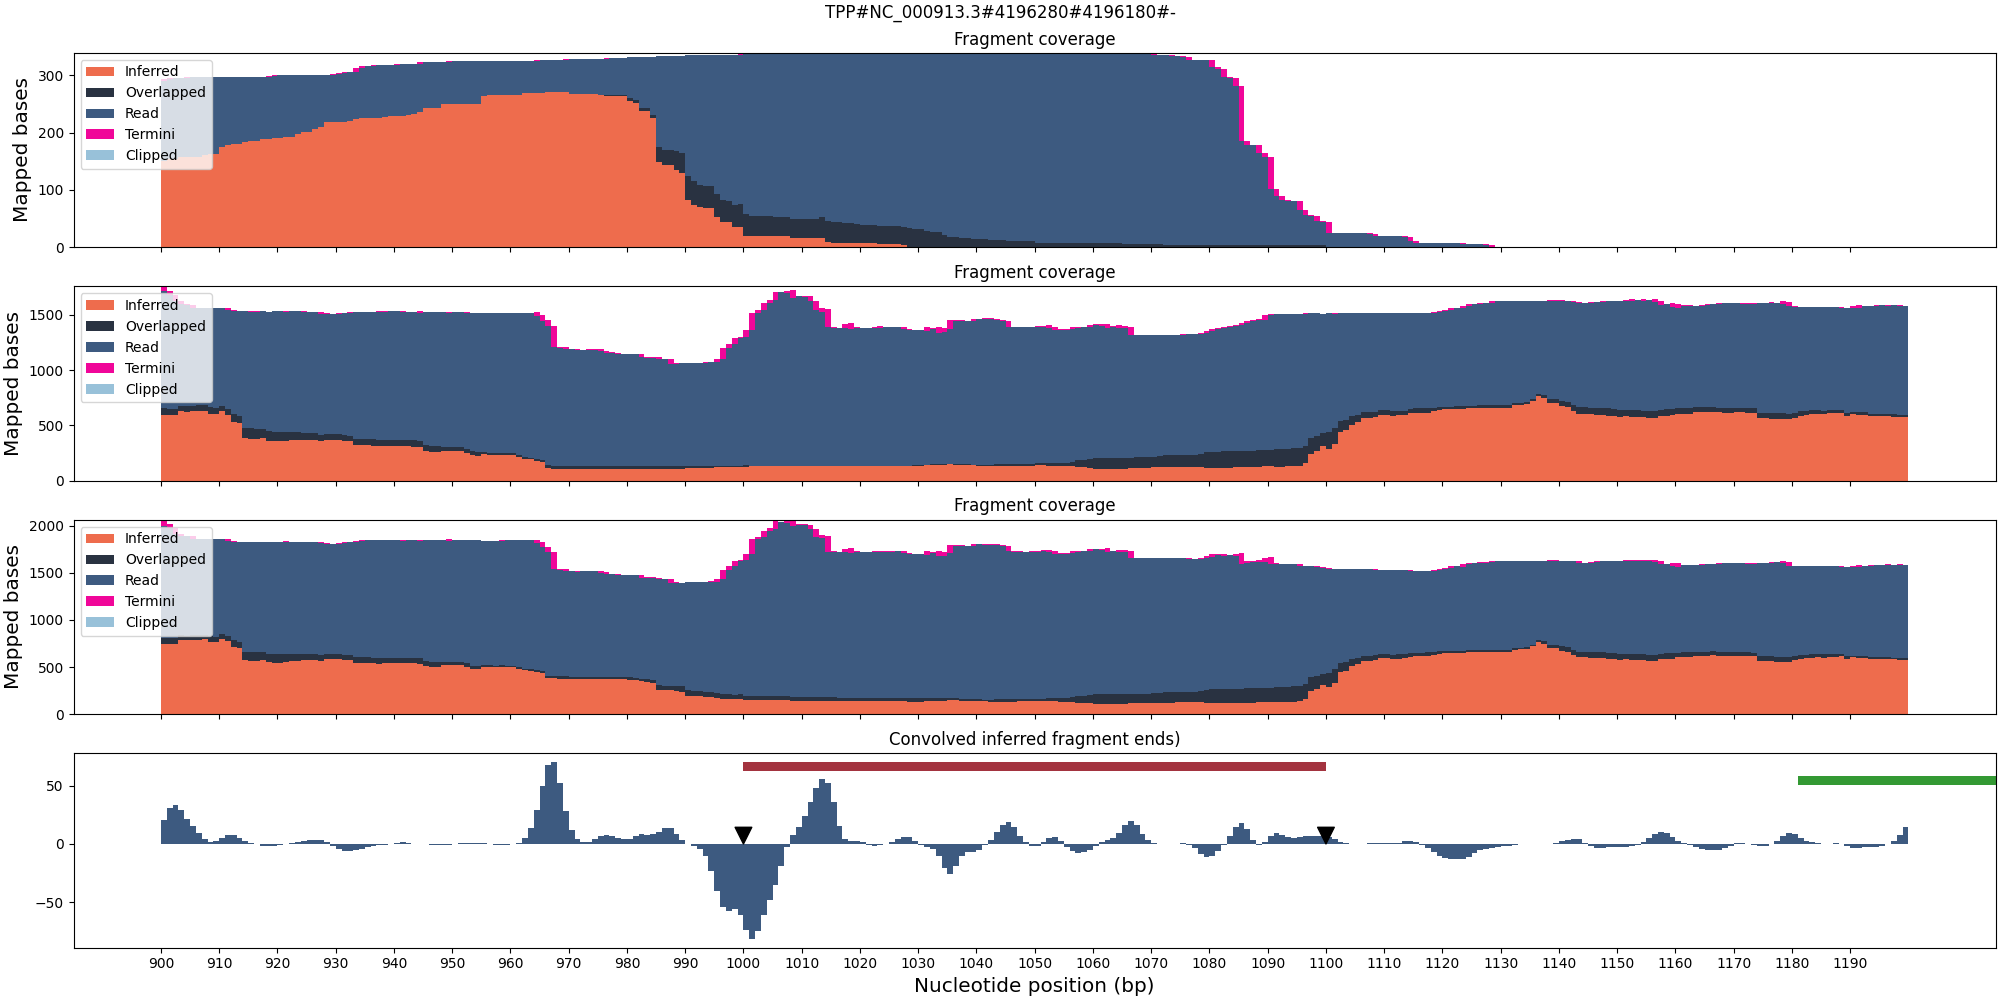 TPP#NC_000913.3#4196280#4196180#-
Fragment coverage
Mapped bases
300
200
100
0
Inferred
Overlapped
Read
Termini
Clipped
Fragment coverage
Mapped bases
1500
1000
500
0
Inferred
Overlapped
Read
Termini
Clipped
Fragment coverage
Mapped bases
2000
1500
1000
500
0
Inferred
Overlapped
Read
Termini
Clipped
Convolved inferred fragment ends)
50
0
−50
900 910 920 930 940 950 960 970 980 990 1000 1010 1020 1030 1040 1050 1060 1070 1080 1090 1100 1110 1120 1130 1140 1150 1160 1170 1180 1190
Nucleotide position (bp)